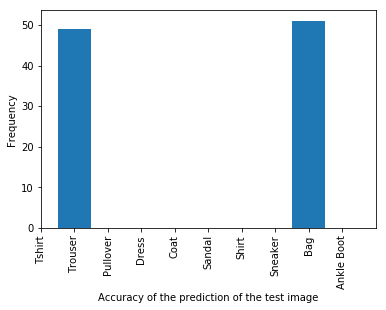 50
40
30
20
10
0
Frequency
Tshirt
Trouser
Pullover
Dress
Coat
Sandal
Shirt
Sneaker
Bag
Ankle Boot
Accuracy of the prediction of the test image